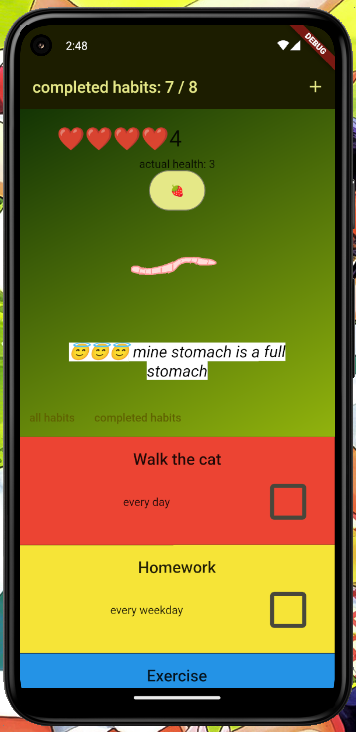 2:48
DEBUG
completed habits: 7 / 8
+
❤️❤️❤️❤️4
actual health: 3
😇😇😇 mine stomach is a full
stomach
all habits completed habits
Walk the cat
every day
Homework
every weekday
Exercise